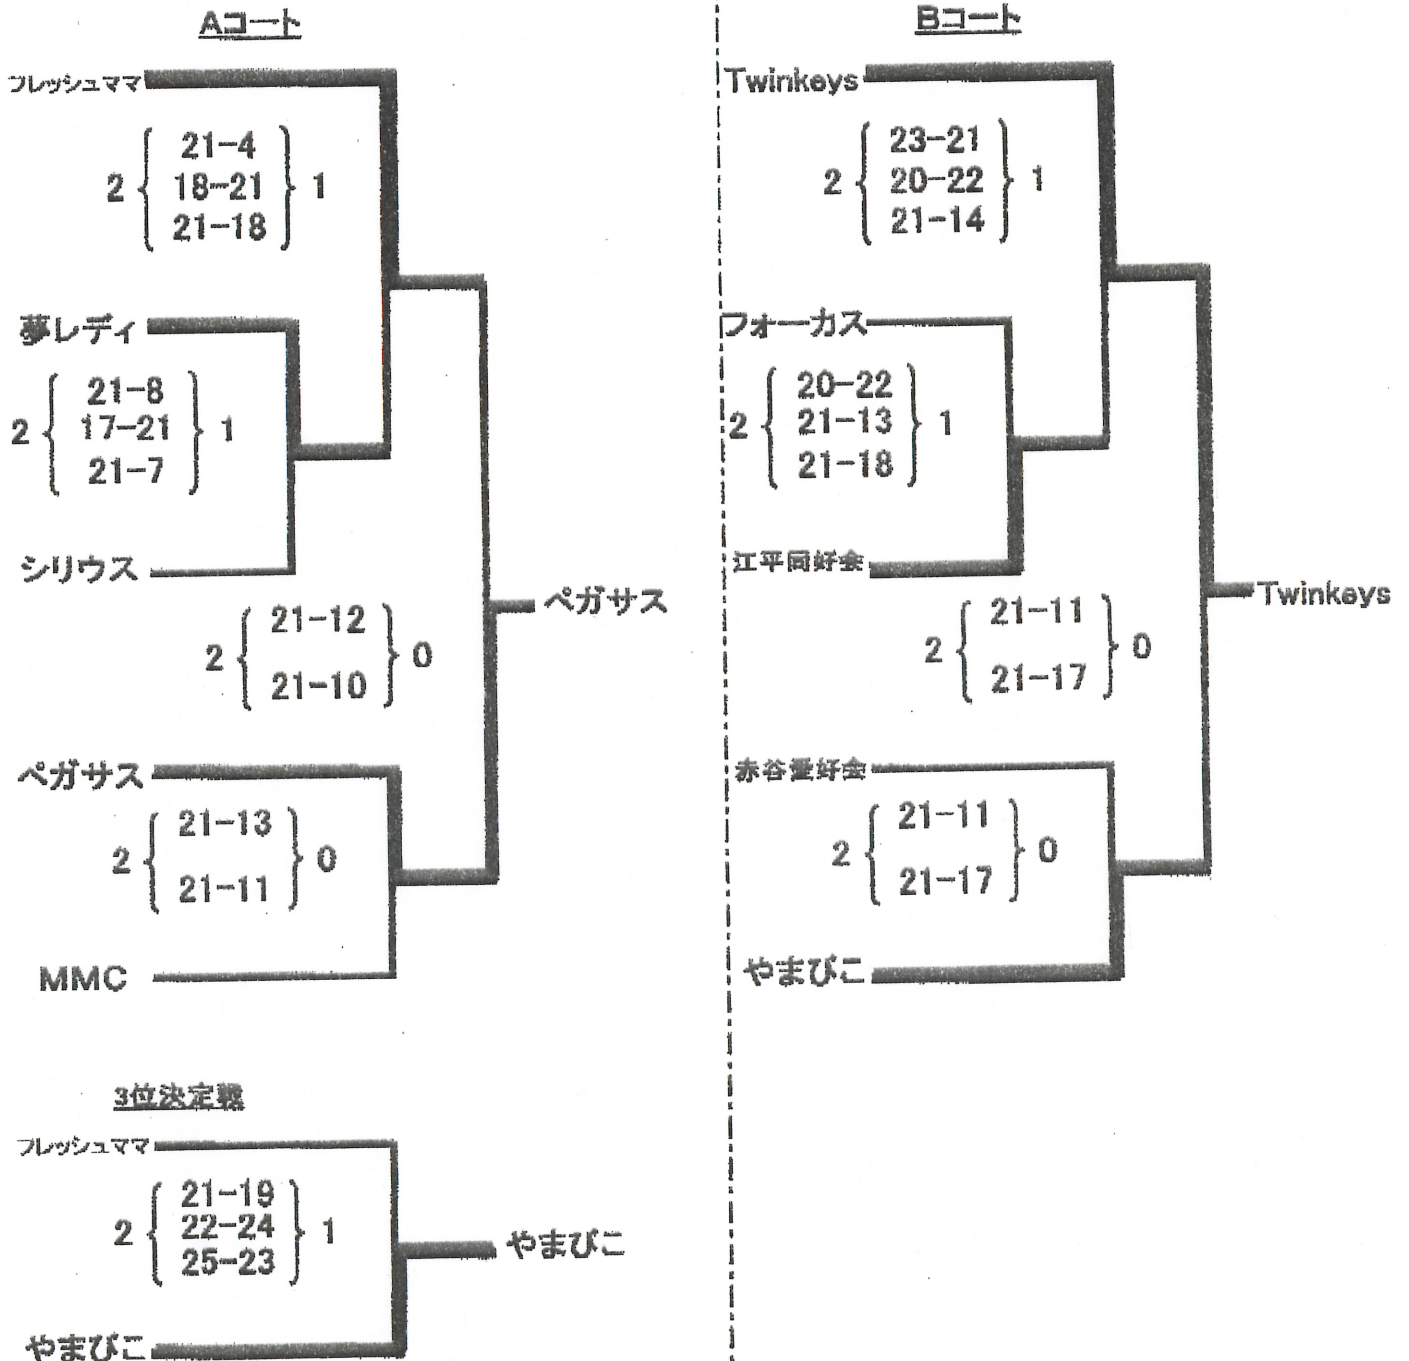 Aコート
フレッシュママ
2 { 21-4 } 1
18-21
21-18
夢レディ
2 { 21-8 } 1
17-21
21-7
シリウス
2 { 21-12 } 0
21-10
ペガサス
ペガサス
2 { 21-13 } 0
21-11
MMC
3位決定戦
フレッシュママ
2 { 21-19 } 1
22-24
25-23
やまびこ
やまびこ
Bコート
Twinkeys
2 { 23-21 } 1
20-22
21-14
フォーカス
2 { 20-22 } 1
21-13
21-18
江平同好会
2 { 21-11 } 0
21-17
Twinkeys
赤谷愛好会
2 { 21-11 } 0
21-17
やまびこ